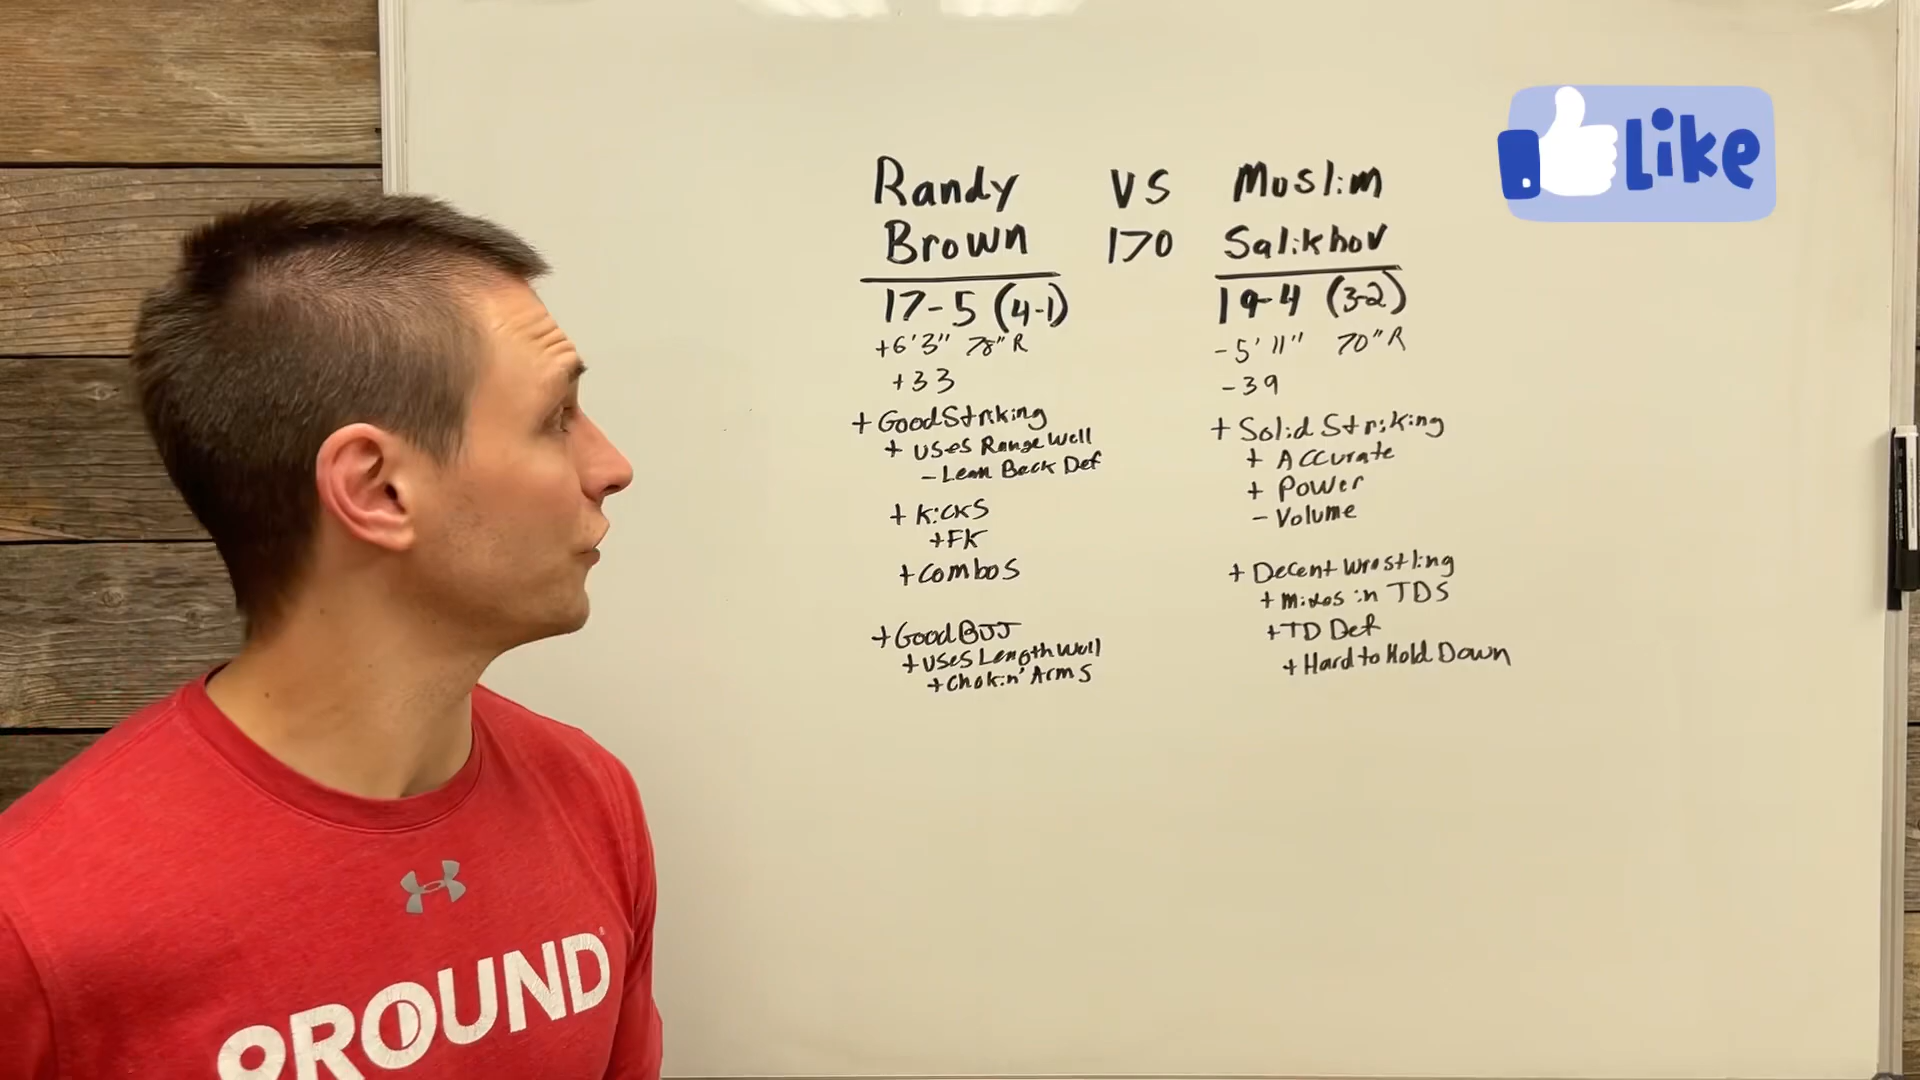 Like
Randy VS Muslim
Brown 170 Salikhov
17-5 (4-1)
+6'3" 78" R
+33
+ Good Striking
+ Uses Range Well
- Lean Back Def
+ Kicks
+FK
+Combos
+Good BJJ
+Uses Length Well
+Chokin' Arms
19-4 (3-2)
-5'11" 70" R
-39
+ Solid Striking
+ Accurate
+ Power
- Volume
+ Decent Wrestling
+ Mixes in TDS
+TD Def
+Hard to Hold Down
9ROUND